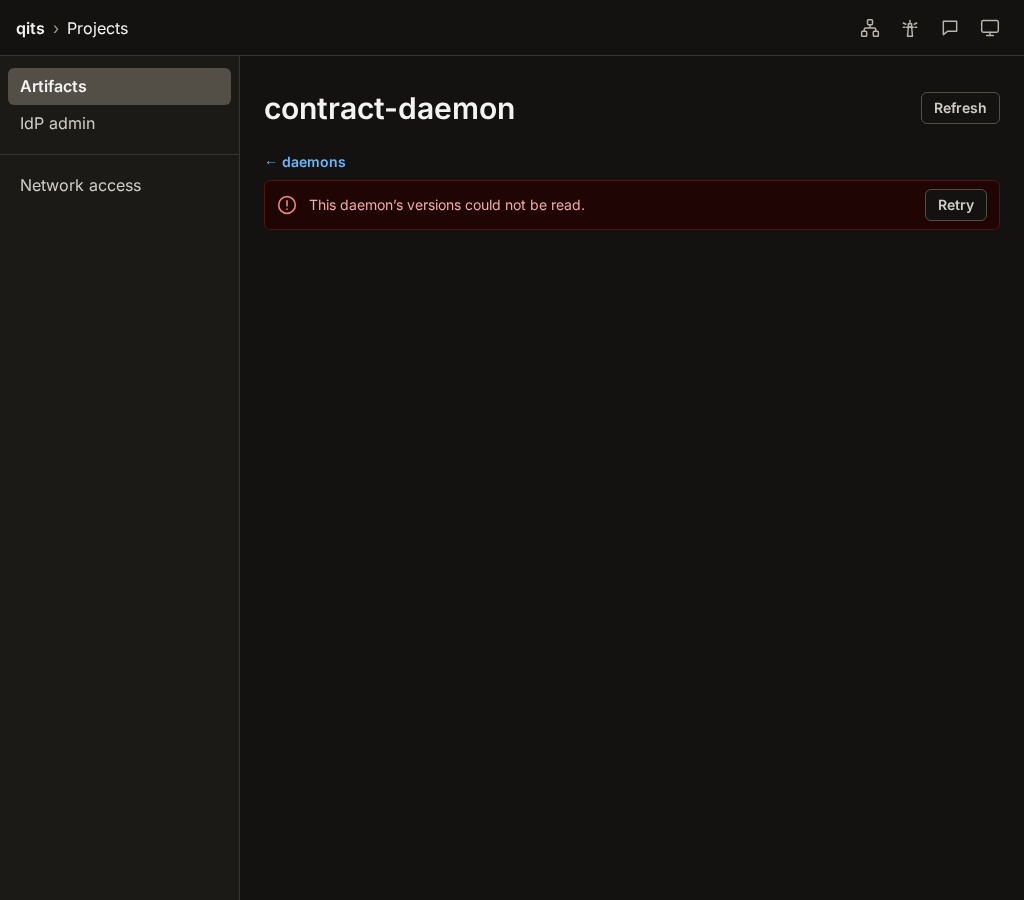 qits › Projects
Artifacts
IdP admin
Network access
contract-daemon
Refresh
← daemons
This daemon’s versions could not be read.
Retry